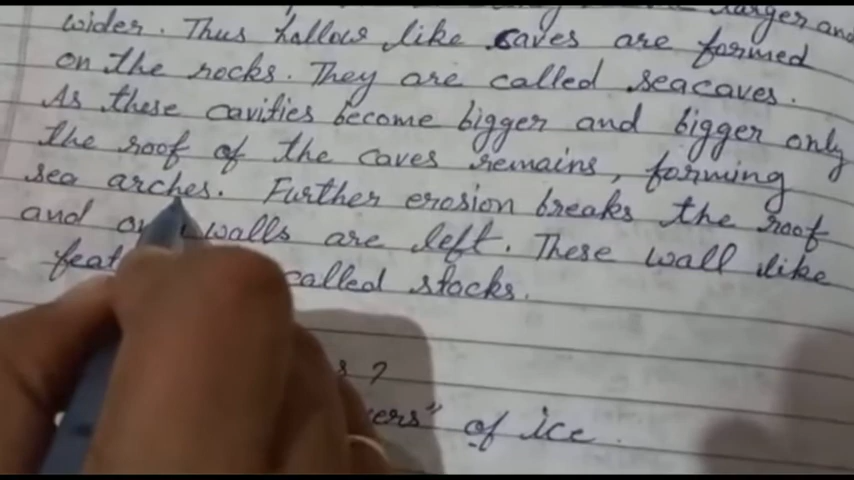 larger and
wider. Thus hollow like caves are formed
on the rocks. They are called seacaves.
As these cavities become bigger and bigger only
the roof of the caves remains, forming
sea arches. Further erosion breaks the roof
and walls are left. These wall like
called stacks.
?
of ice.